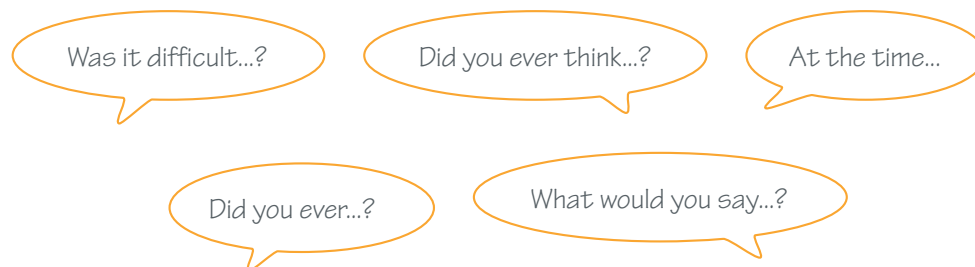 Was it difficult...?
Did you ever think...?
At the time...
Did you ever...?
What would you say...?